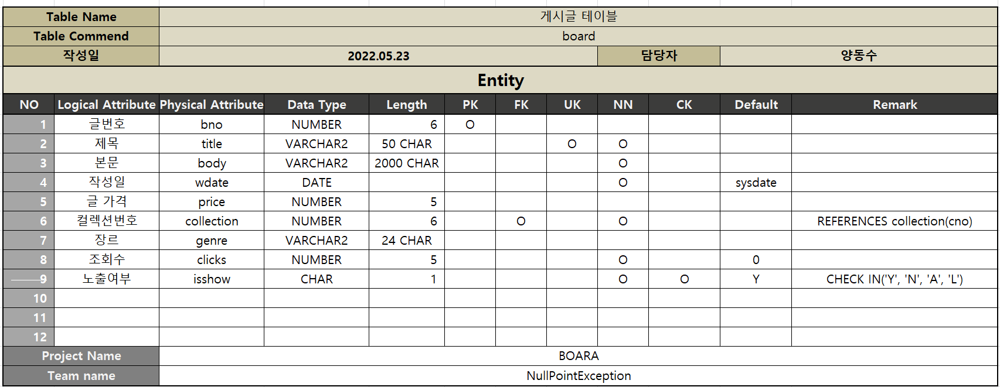 Table Name 게시글 테이블
Table Commend board
작성일 2022.05.23 담당자 양동수
Entity
NO Logical Attribute Physical Attribute Data Type Length PK FK UK NN CK Default Remark
1 글번호 bno NUMBER 6 O
2 제목 title VARCHAR2 50 CHAR O O
3 본문 body VARCHAR2 2000 CHAR O
4 작성일 wdate DATE O sysdate
5 글 가격 price NUMBER 5
6 컬렉션번호 collection NUMBER 6 O O REFERENCES collection(cno)
7 장르 genre VARCHAR2 24 CHAR
8 조회수 clicks NUMBER 5 O 0
9 노출여부 isshow CHAR 1 O O Y CHECK IN('Y', 'N', 'A', 'L')
10
11
12
Project Name BOARA
Team name NullPointException